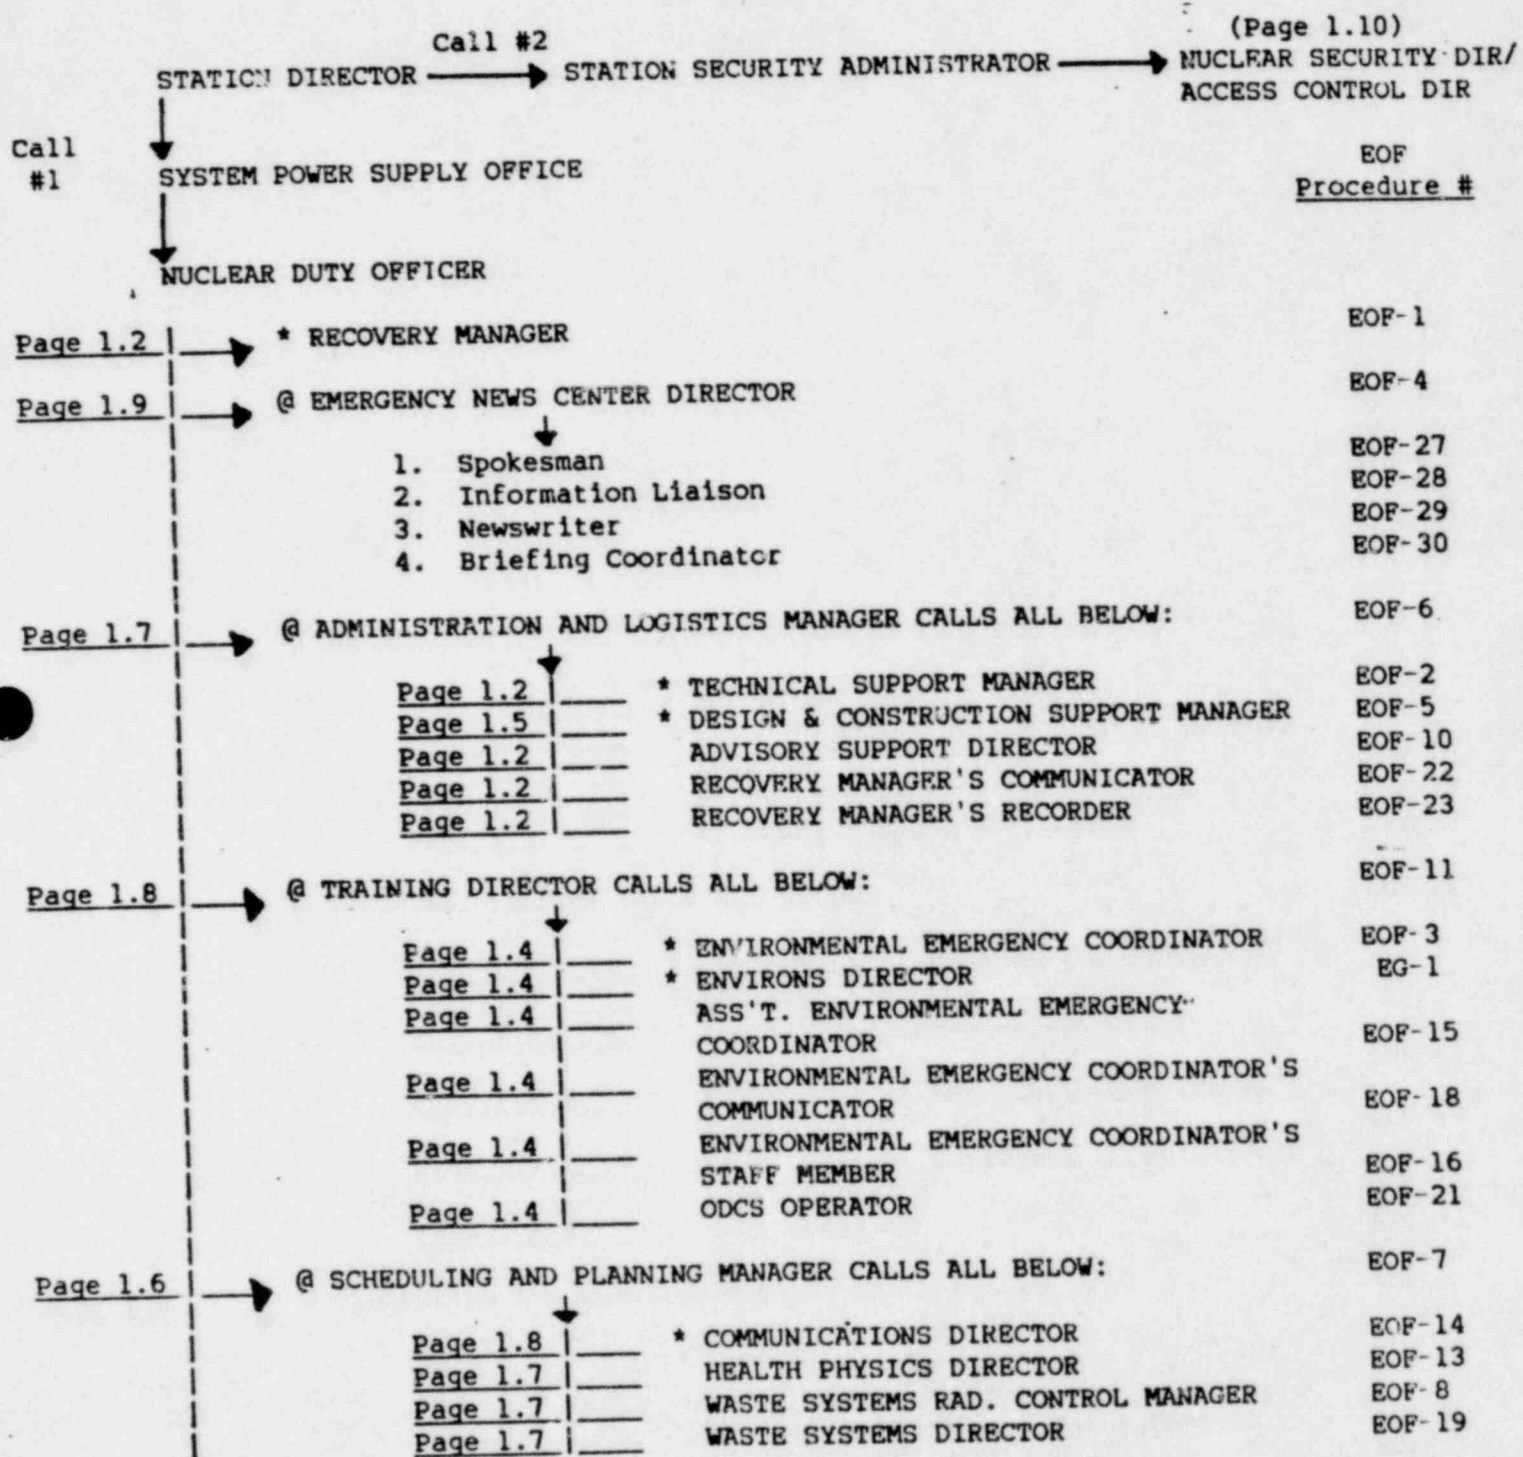 (Page 1.10)
Call #2
STATION DIRECTOR STATION SECURITY ADMINISTRATOR NUCLEAR SECURITY DIR/
ACCESS CONTROL DIR
Call
#1 SYSTEM POWER SUPPLY OFFICE EOF
Procedure #
NUCLEAR DUTY OFFICER
Page 1.2 * RECOVERY MANAGER EOF-1
Page 1.9 @ EMERGENCY NEWS CENTER DIRECTOR EOF-4
1. Spokesman EOF-27
2. Information Liaison EOF-28
3. Newswriter EOF-29
4. Briefing Coordinator EOF-30
Page 1.7 @ ADMINISTRATION AND LOGISTICS MANAGER CALLS ALL BELOW: EOF-6
Page 1.2 * TECHNICAL SUPPORT MANAGER EOF-2
Page 1.5 * DESIGN & CONSTRUCTION SUPPORT MANAGER EOF-5
Page 1.2 ADVISORY SUPPORT DIRECTOR EOF-10
Page 1.2 RECOVERY MANAGER'S COMMUNICATOR EOF-22
Page 1.2 RECOVERY MANAGER'S RECORDER EOF-23
Page 1.8 @ TRAINING DIRECTOR CALLS ALL BELOW: EOF-11
Page 1.4 * ENVIRONMENTAL EMERGENCY COORDINATOR EOF-3
Page 1.4 * ENVIRONS DIRECTOR EG-1
Page 1.4 ASS'T. ENVIRONMENTAL EMERGENCY
COORDINATOR EOF-15
Page 1.4 ENVIRONMENTAL EMERGENCY COORDINATOR'S
COMMUNICATOR EOF-18
Page 1.4 ENVIRONMENTAL EMERGENCY COORDINATOR'S
STAFF MEMBER EOF-16
Page 1.4 ODCS OPERATOR EOF-21
Page 1.6 @ SCHEDULING AND PLANNING MANAGER CALLS ALL BELOW: EOF-7
Page 1.8 * COMMUNICATIONS DIRECTOR EOF-14
Page 1.7 HEALTH PHYSICS DIRECTOR EOF-13
Page 1.7 WASTE SYSTEMS RAD. CONTROL MANAGER EOF-8
Page 1.7 WASTE SYSTEMS DIRECTOR EOF-19